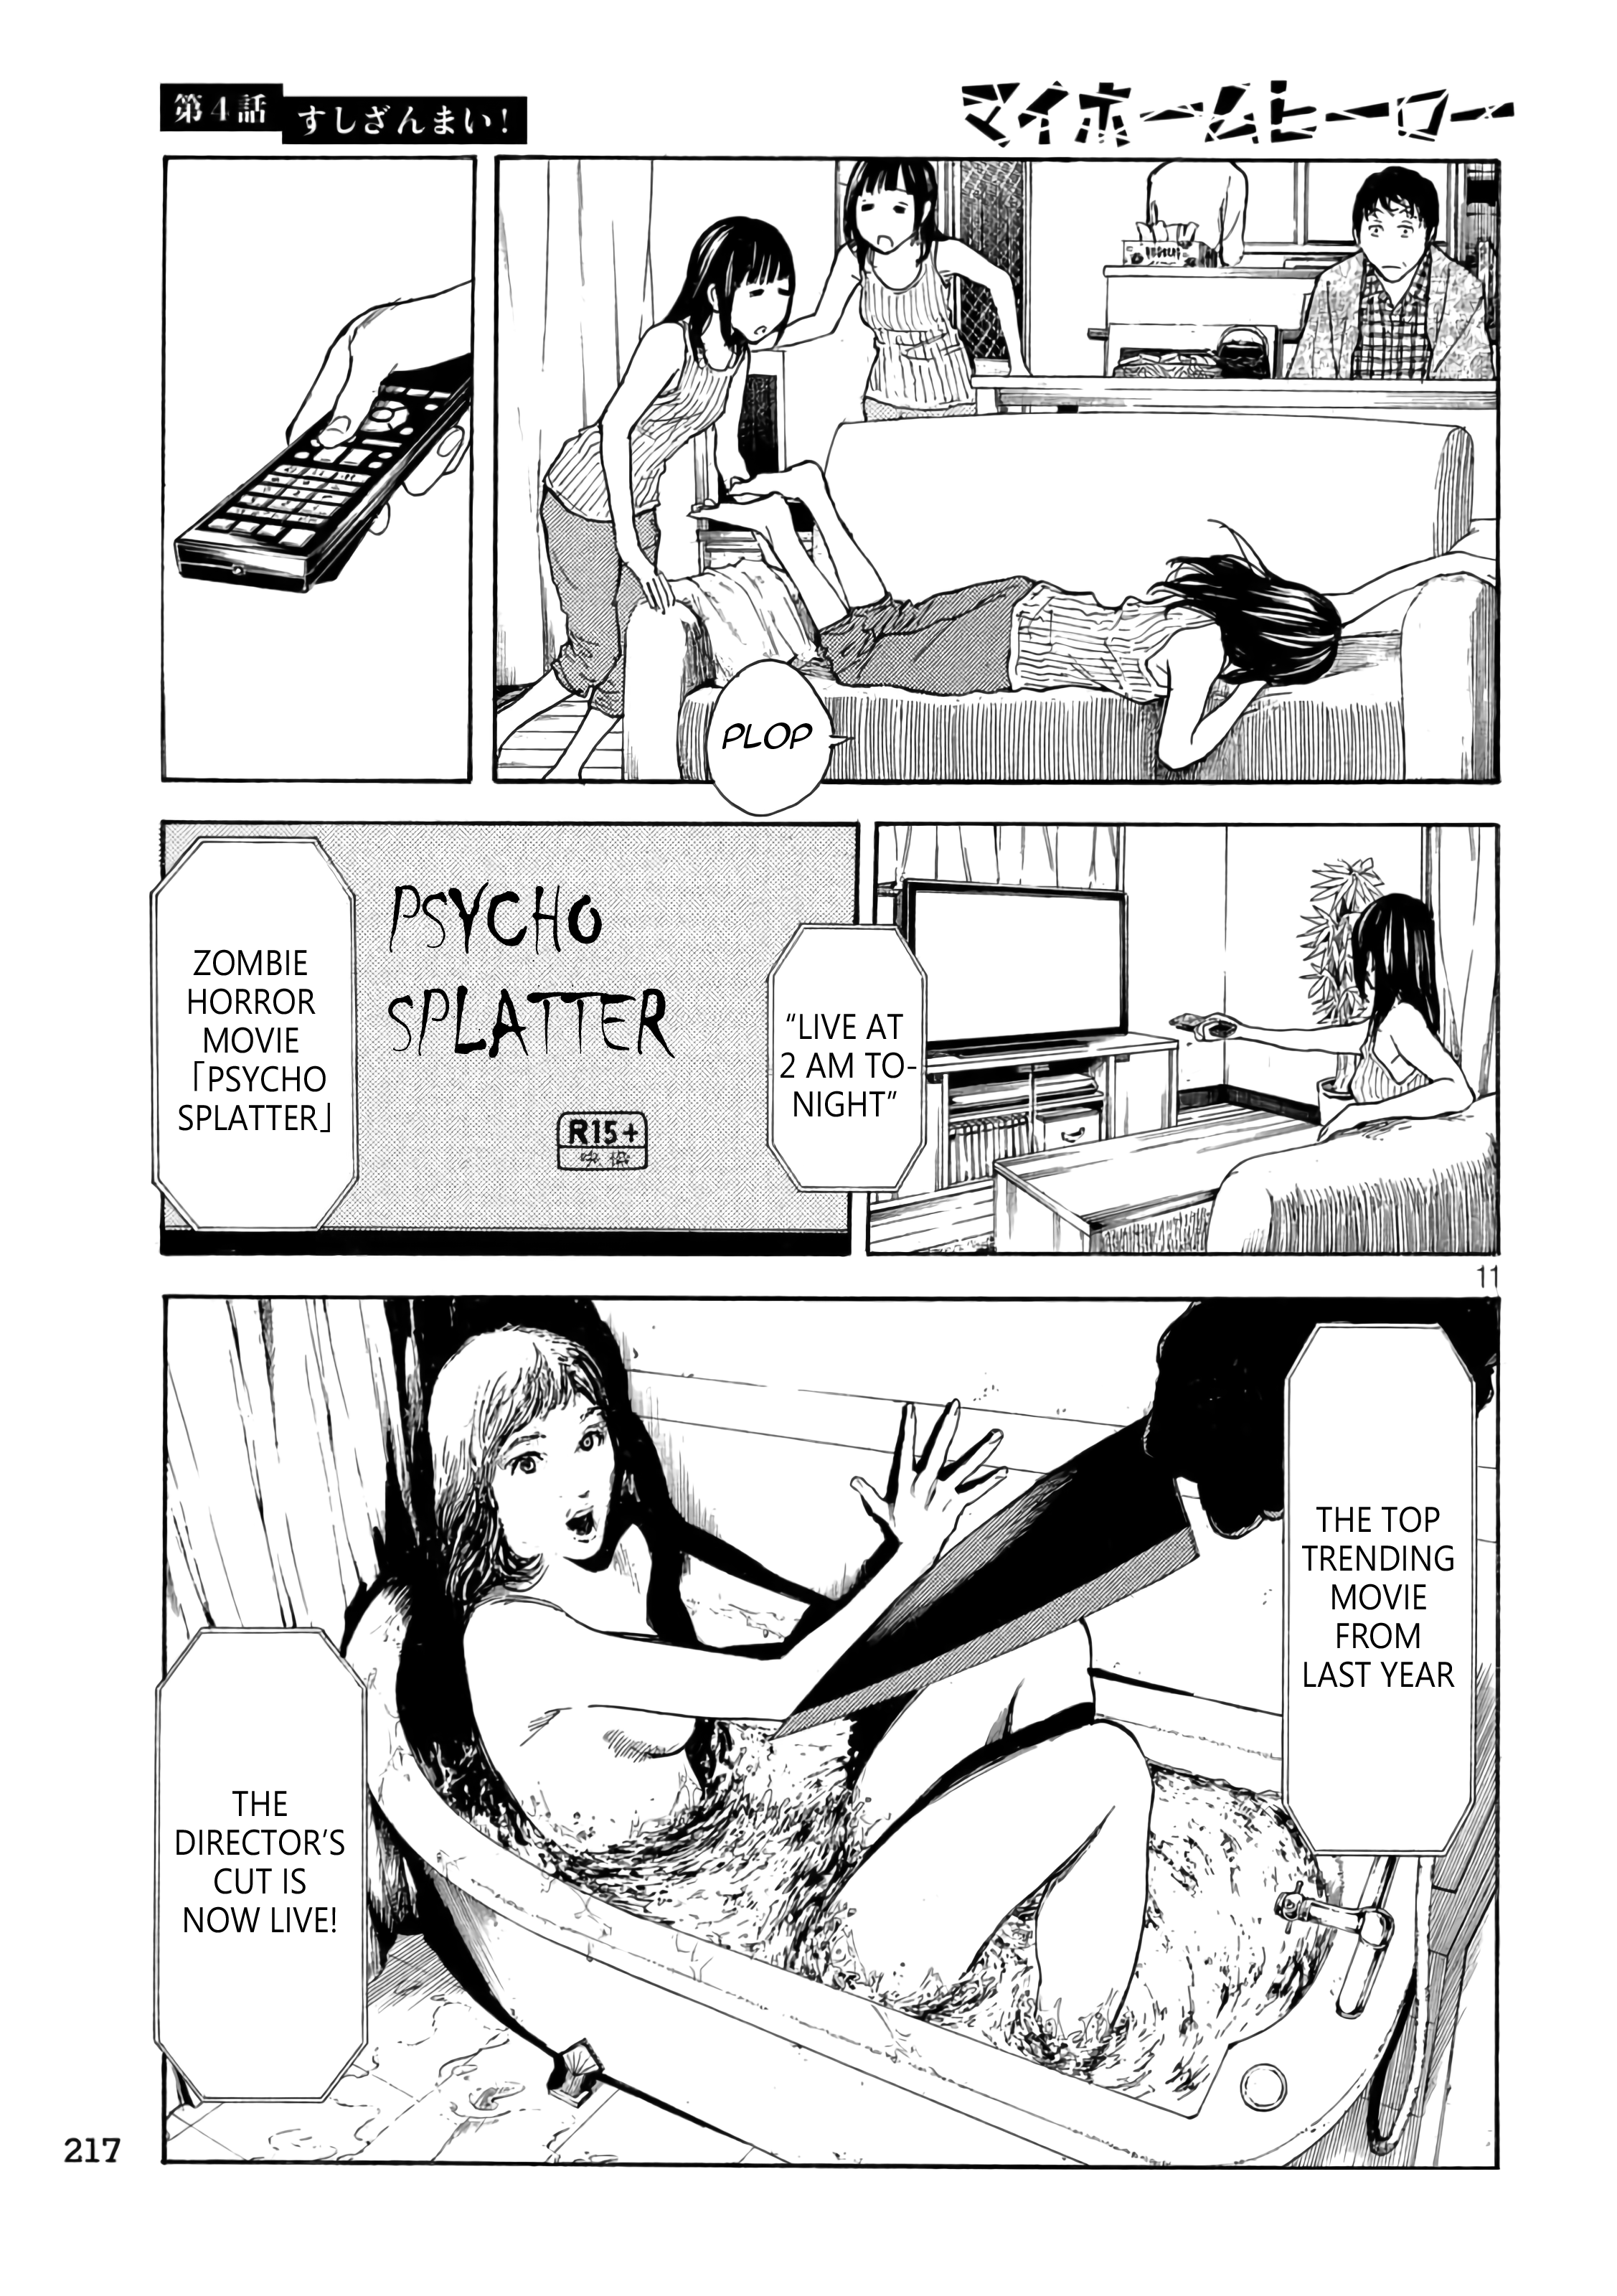 第4話
すしざんまい!
マイホームヒーロー
PLOP
"LIVE AT
2 AM TO-
NIGHT"
PSYCHO
SPLATTER
R15+
ZOMBIE
HORROR
MOVIE
「PSYCHO
SPLATTER」
11
THE TOP
TRENDING
MOVIE
FROM
LAST YEAR
THE
DIRECTOR'S
CUT IS
NOW LIVE!
217